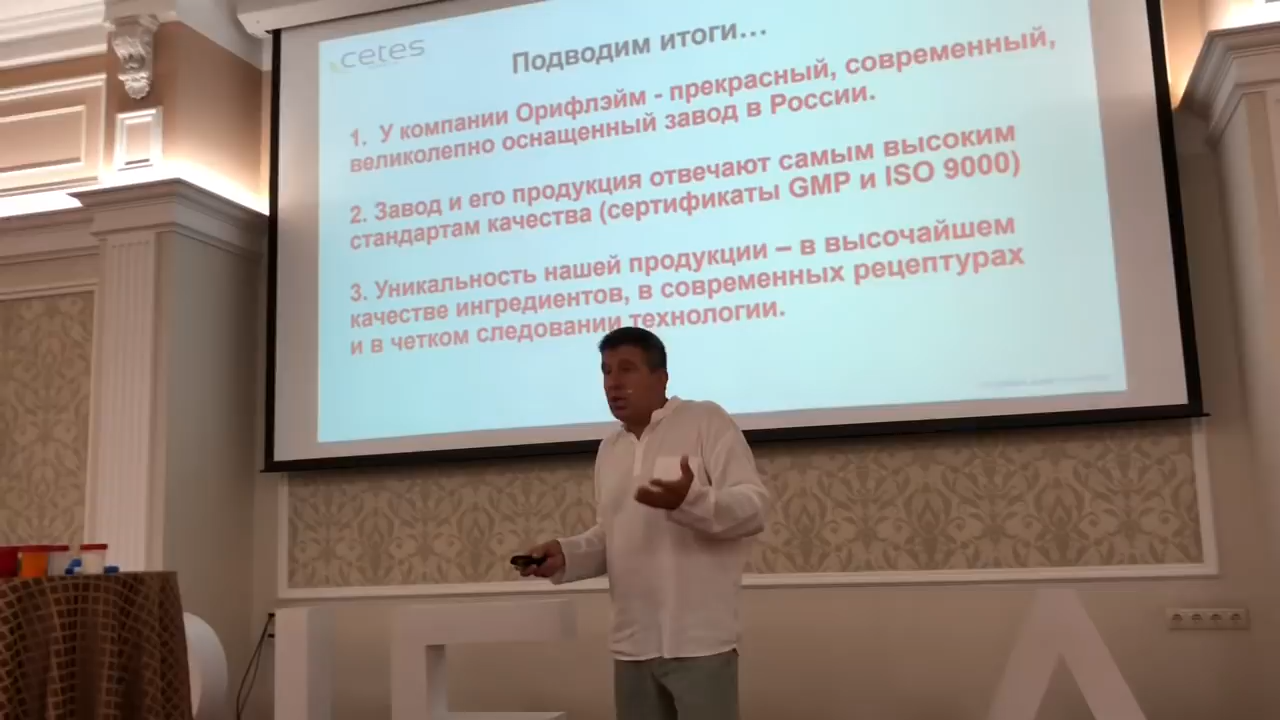 cetes
Подводим итоги...
1. У компании Орифлэйм - прекрасный, современный,
великолепно оснащенный завод в России.
2. Завод и его продукция отвечают самым высоким
стандартам качества (сертификаты GMP и ISO 9000)
3. Уникальность нашей продукции – в высочайшем
качестве ингредиентов, в современных рецептурах
и в четком следовании технологии.